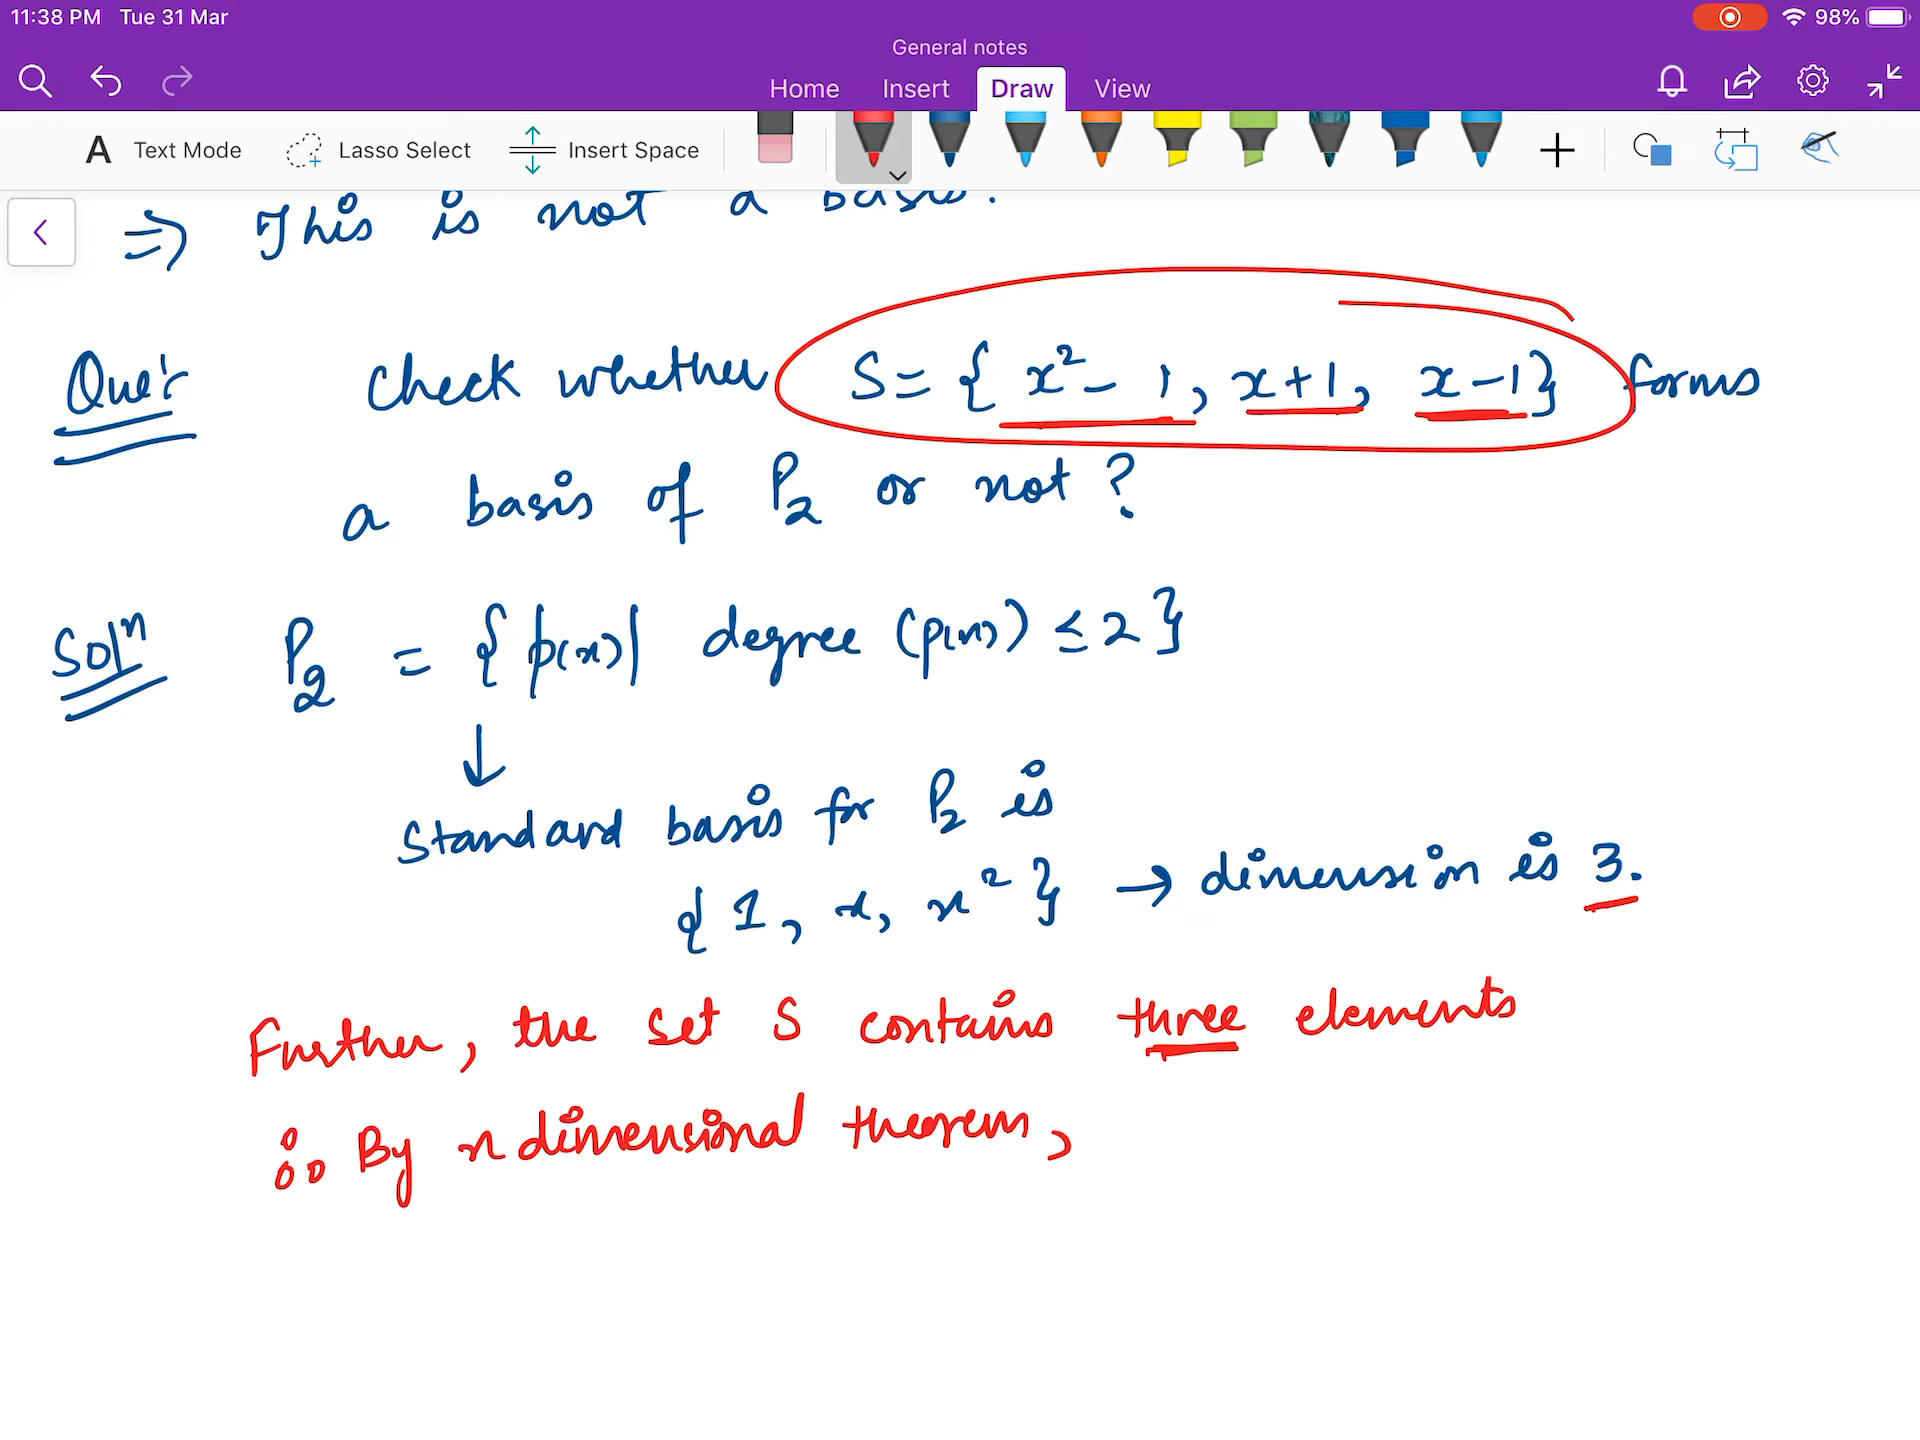 11:38 PM Tue 31 Mar 98%
General notes
Home Insert Draw View
A Text Mode Lasso Select Insert Space
⇒ This is not a basis.
Que:- Check whether S = { x² - 1, x+1, x-1} forms
a basis of P₂ or not?
Solⁿ P₂ = { p(x) | degree (p(x)) ≤ 2 }
↓
Standard basis for P₂ is
{ 1, x, x² } → dimension is 3.
Further, the set S contains three elements
∴ By n dimensional theorem,